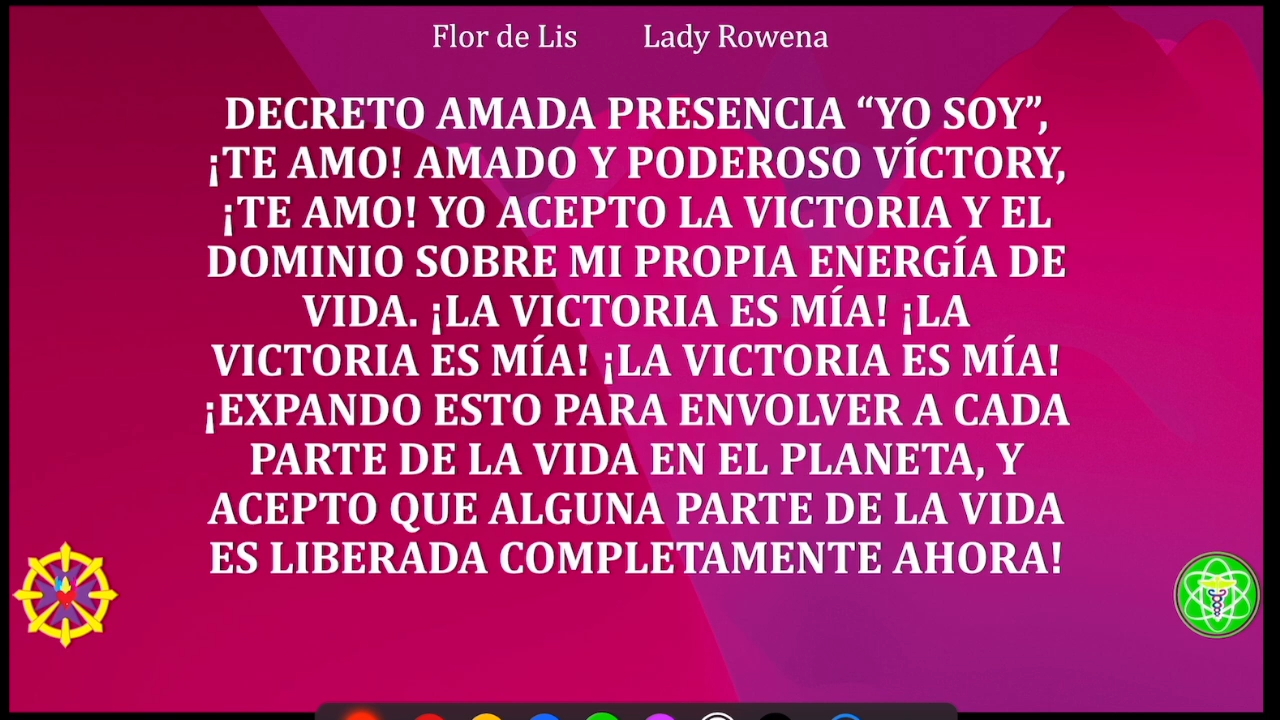 Flor de Lis Lady Rowena
DECRETO AMADA PRESENCIA “YO SOY”,
¡TE AMO! AMADO Y PODEROSO VÍCTORY,
¡TE AMO! YO ACEPTO LA VICTORIA Y EL
DOMINIO SOBRE MI PROPIA ENERGÍA DE
VIDA. ¡LA VICTORIA ES MÍA! ¡LA
VICTORIA ES MÍA! ¡LA VICTORIA ES MÍA!
¡EXPANDO ESTO PARA ENVOLVER A CADA
PARTE DE LA VIDA EN EL PLANETA, Y
ACEPTO QUE ALGUNA PARTE DE LA VIDA
ES LIBERADA COMPLETAMENTE AHORA!